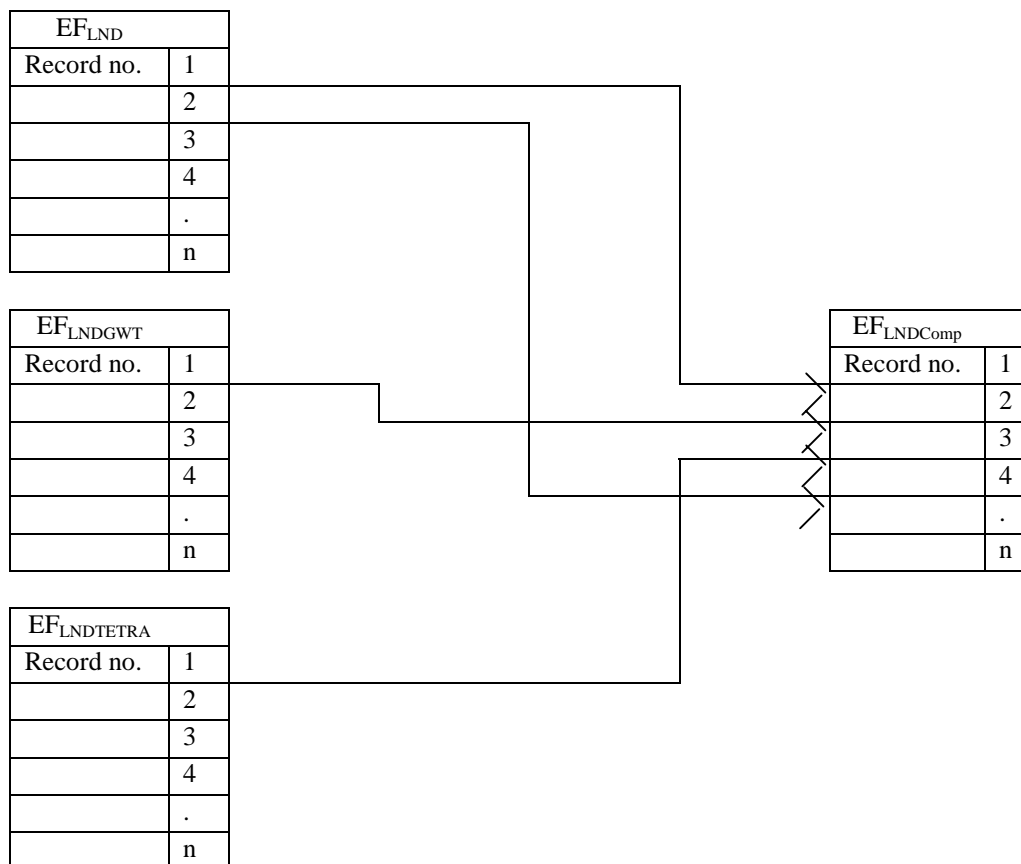 EFLND
Record no. 1
2
3
4
.
n
EFLNDGWT
Record no. 1
2
3
4
.
n
EFLNDComp
Record no. 1
2
3
4
.
n
EFLNDTETRA
Record no. 1
2
3
4
.
n